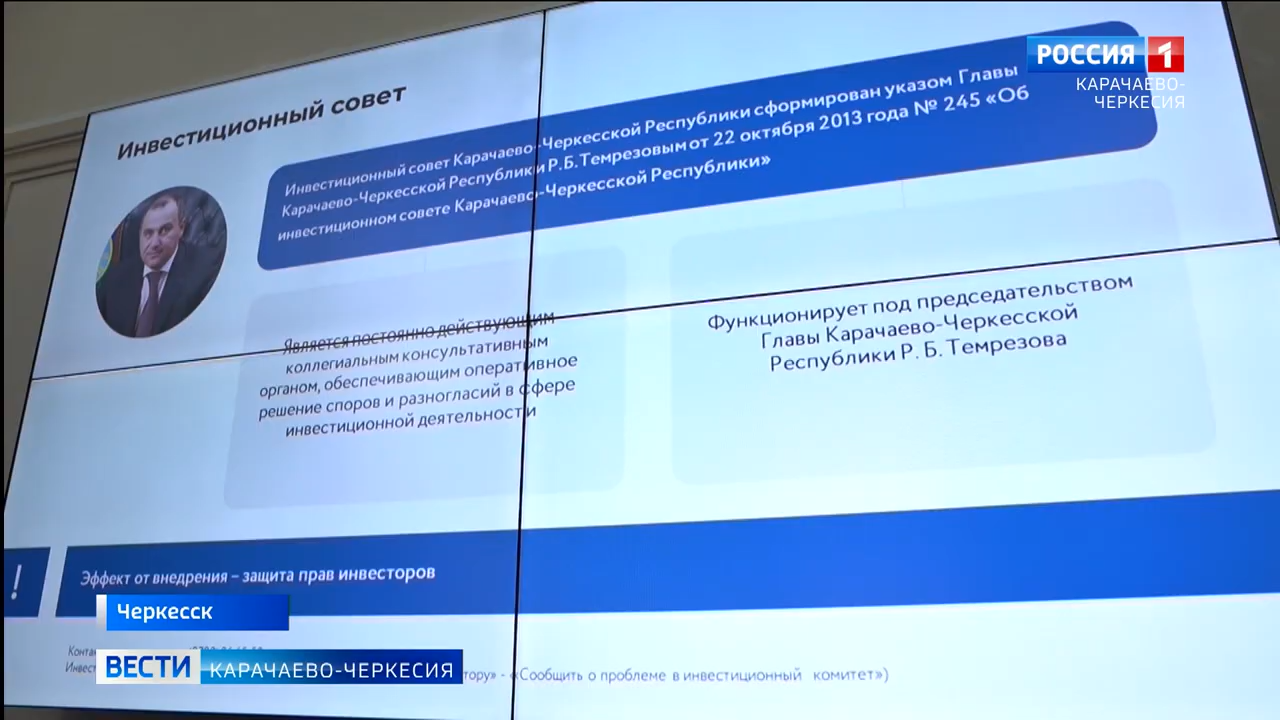 РОССИЯ 1
КАРАЧАЕВО-
ЧЕРКЕСИЯ
Инвестиционный совет
Инвестиционный совет Карачаево-Черкесской Республики сформирован указом Главы
Карачаево-Черкесской Республики Р.Б.Темрезовым от 22 октября 2013 года № 245 «Об
инвестиционном совете Карачаево-Черкесской Республики»
Является постоянно действующим
коллегиальным консультативным
органом, обеспечивающим оперативное
решение споров и разногласий в сфере
инвестиционной деятельности
Функционирует под председательством
Главы Карачаево-Черкесской
Республики Р. Б. Темрезова
!
Эффект от внедрения – защита прав инвесторов
Черкесск
«Сообщить о проблеме в инвестиционный комитет»)
ВЕСТИ КАРАЧАЕВО-ЧЕРКЕСИЯ